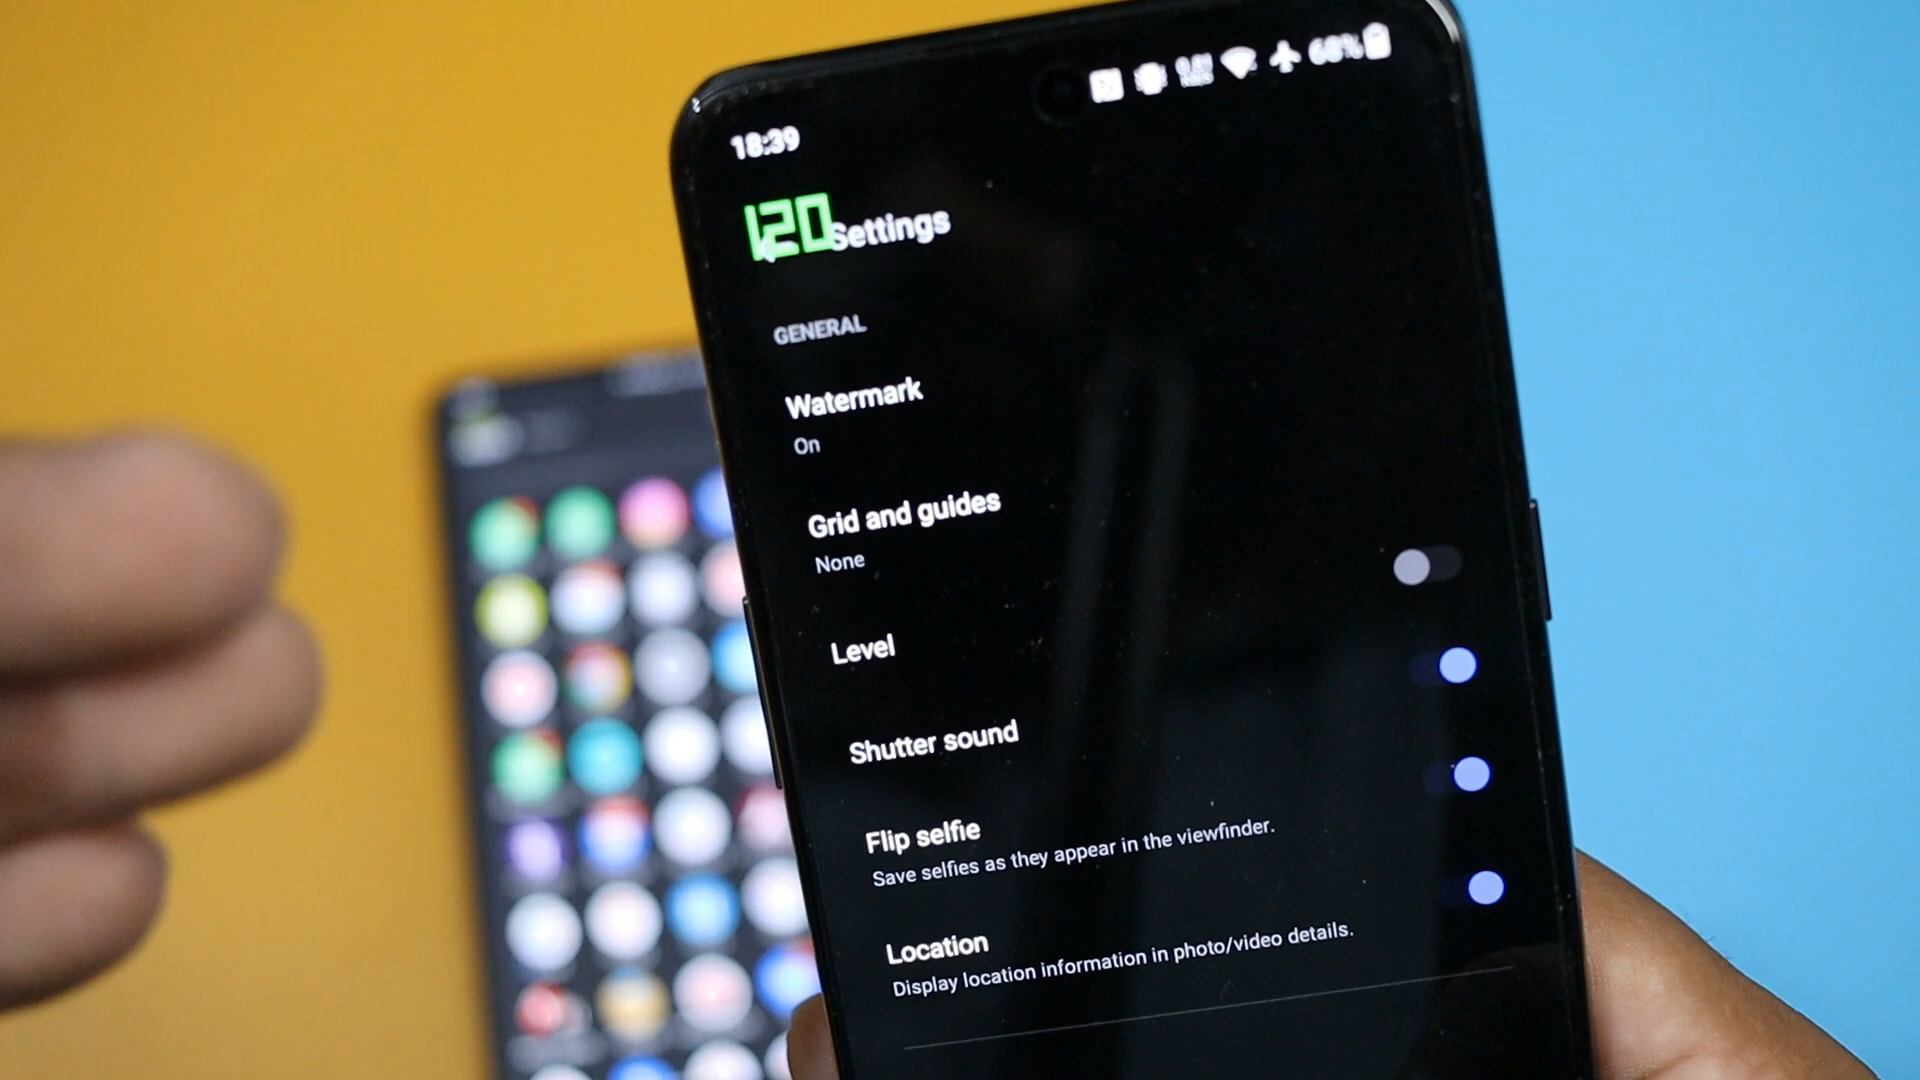 18:39
68%
120
Settings
GENERAL
Watermark
On
Grid and guides
None
Level
Shutter sound
Flip selfie
Save selfies as they appear in the viewfinder.
Location
Display location information in photo/video details.